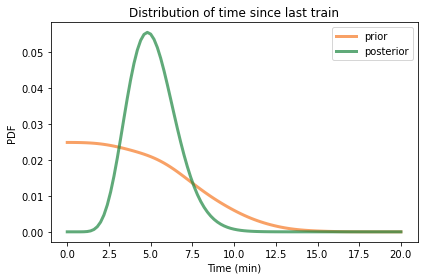 Distribution of time since last train
prior
posterior
PDF
0.05
0.04
0.03
0.02
0.01
0.00
0.0 2.5 5.0 7.5 10.0 12.5 15.0 17.5 20.0
Time (min)